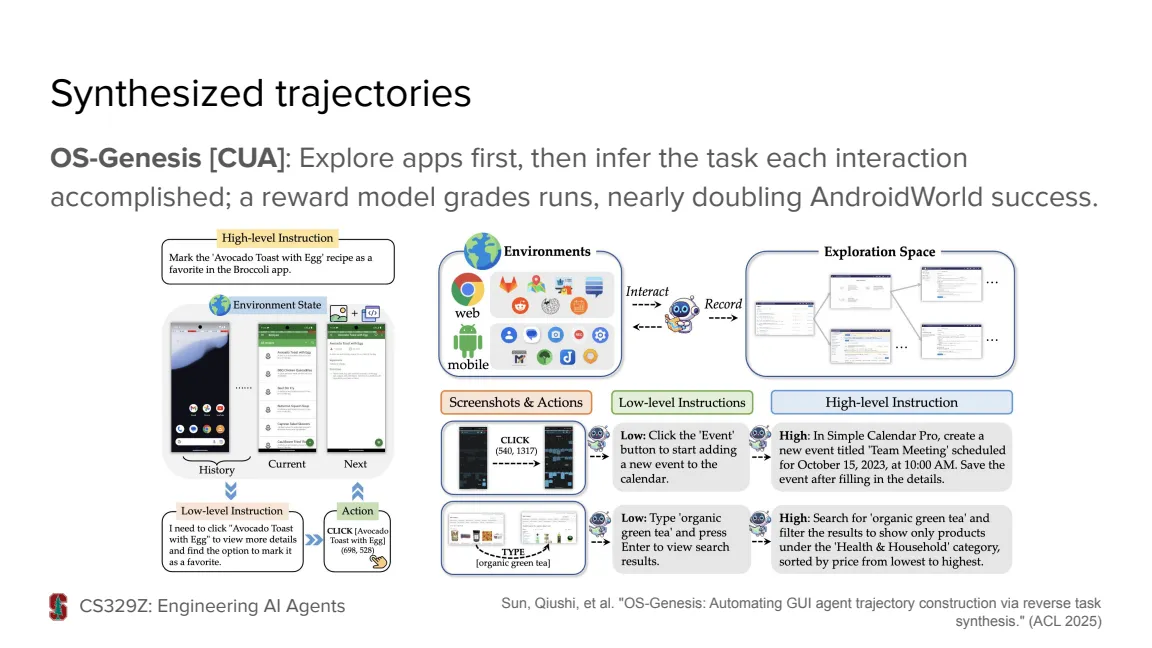 Synthesized trajectories
OS-Genesis [CUA]: Explore apps first, then infer the task each interaction
accomplished; a reward model grades runs, nearly doubling AndroidWorld success.
High-level Instruction
Mark the 'Avocado Toast with Egg' recipe as a
favorite in the Broccoli app.
Environment State
+
......
History
Current
Next
Low-level Instruction
I need to click "Avocado Toast
with Egg" to view more details
and find the option to mark it
as a favorite.
Action
CLICK [Avocado
Toast with Egg]
(698, 528)
Environments
web
mobile
Interact
Record
Exploration Space
...
...
...
Screenshots & Actions
Low-level Instructions
High-level Instruction
CLICK
(540, 1317)
Low: Click the 'Event'
button to start adding
a new event to the
calendar.
High: In Simple Calendar Pro, create a
new event titled 'Team Meeting' scheduled
for October 15, 2023, at 10:00 AM. Save the
event after filling in the details.
TYPE
[organic green tea]
Low: Type 'organic
green tea' and press
Enter to view search
results.
High: Search for 'organic green tea' and
filter the results to show only products
under the 'Health & Household' category,
sorted by price from lowest to highest.
CS329Z: Engineering AI Agents
Sun, Qiushi, et al. "OS-Genesis: Automating GUI agent trajectory construction via reverse task
synthesis." (ACL 2025)